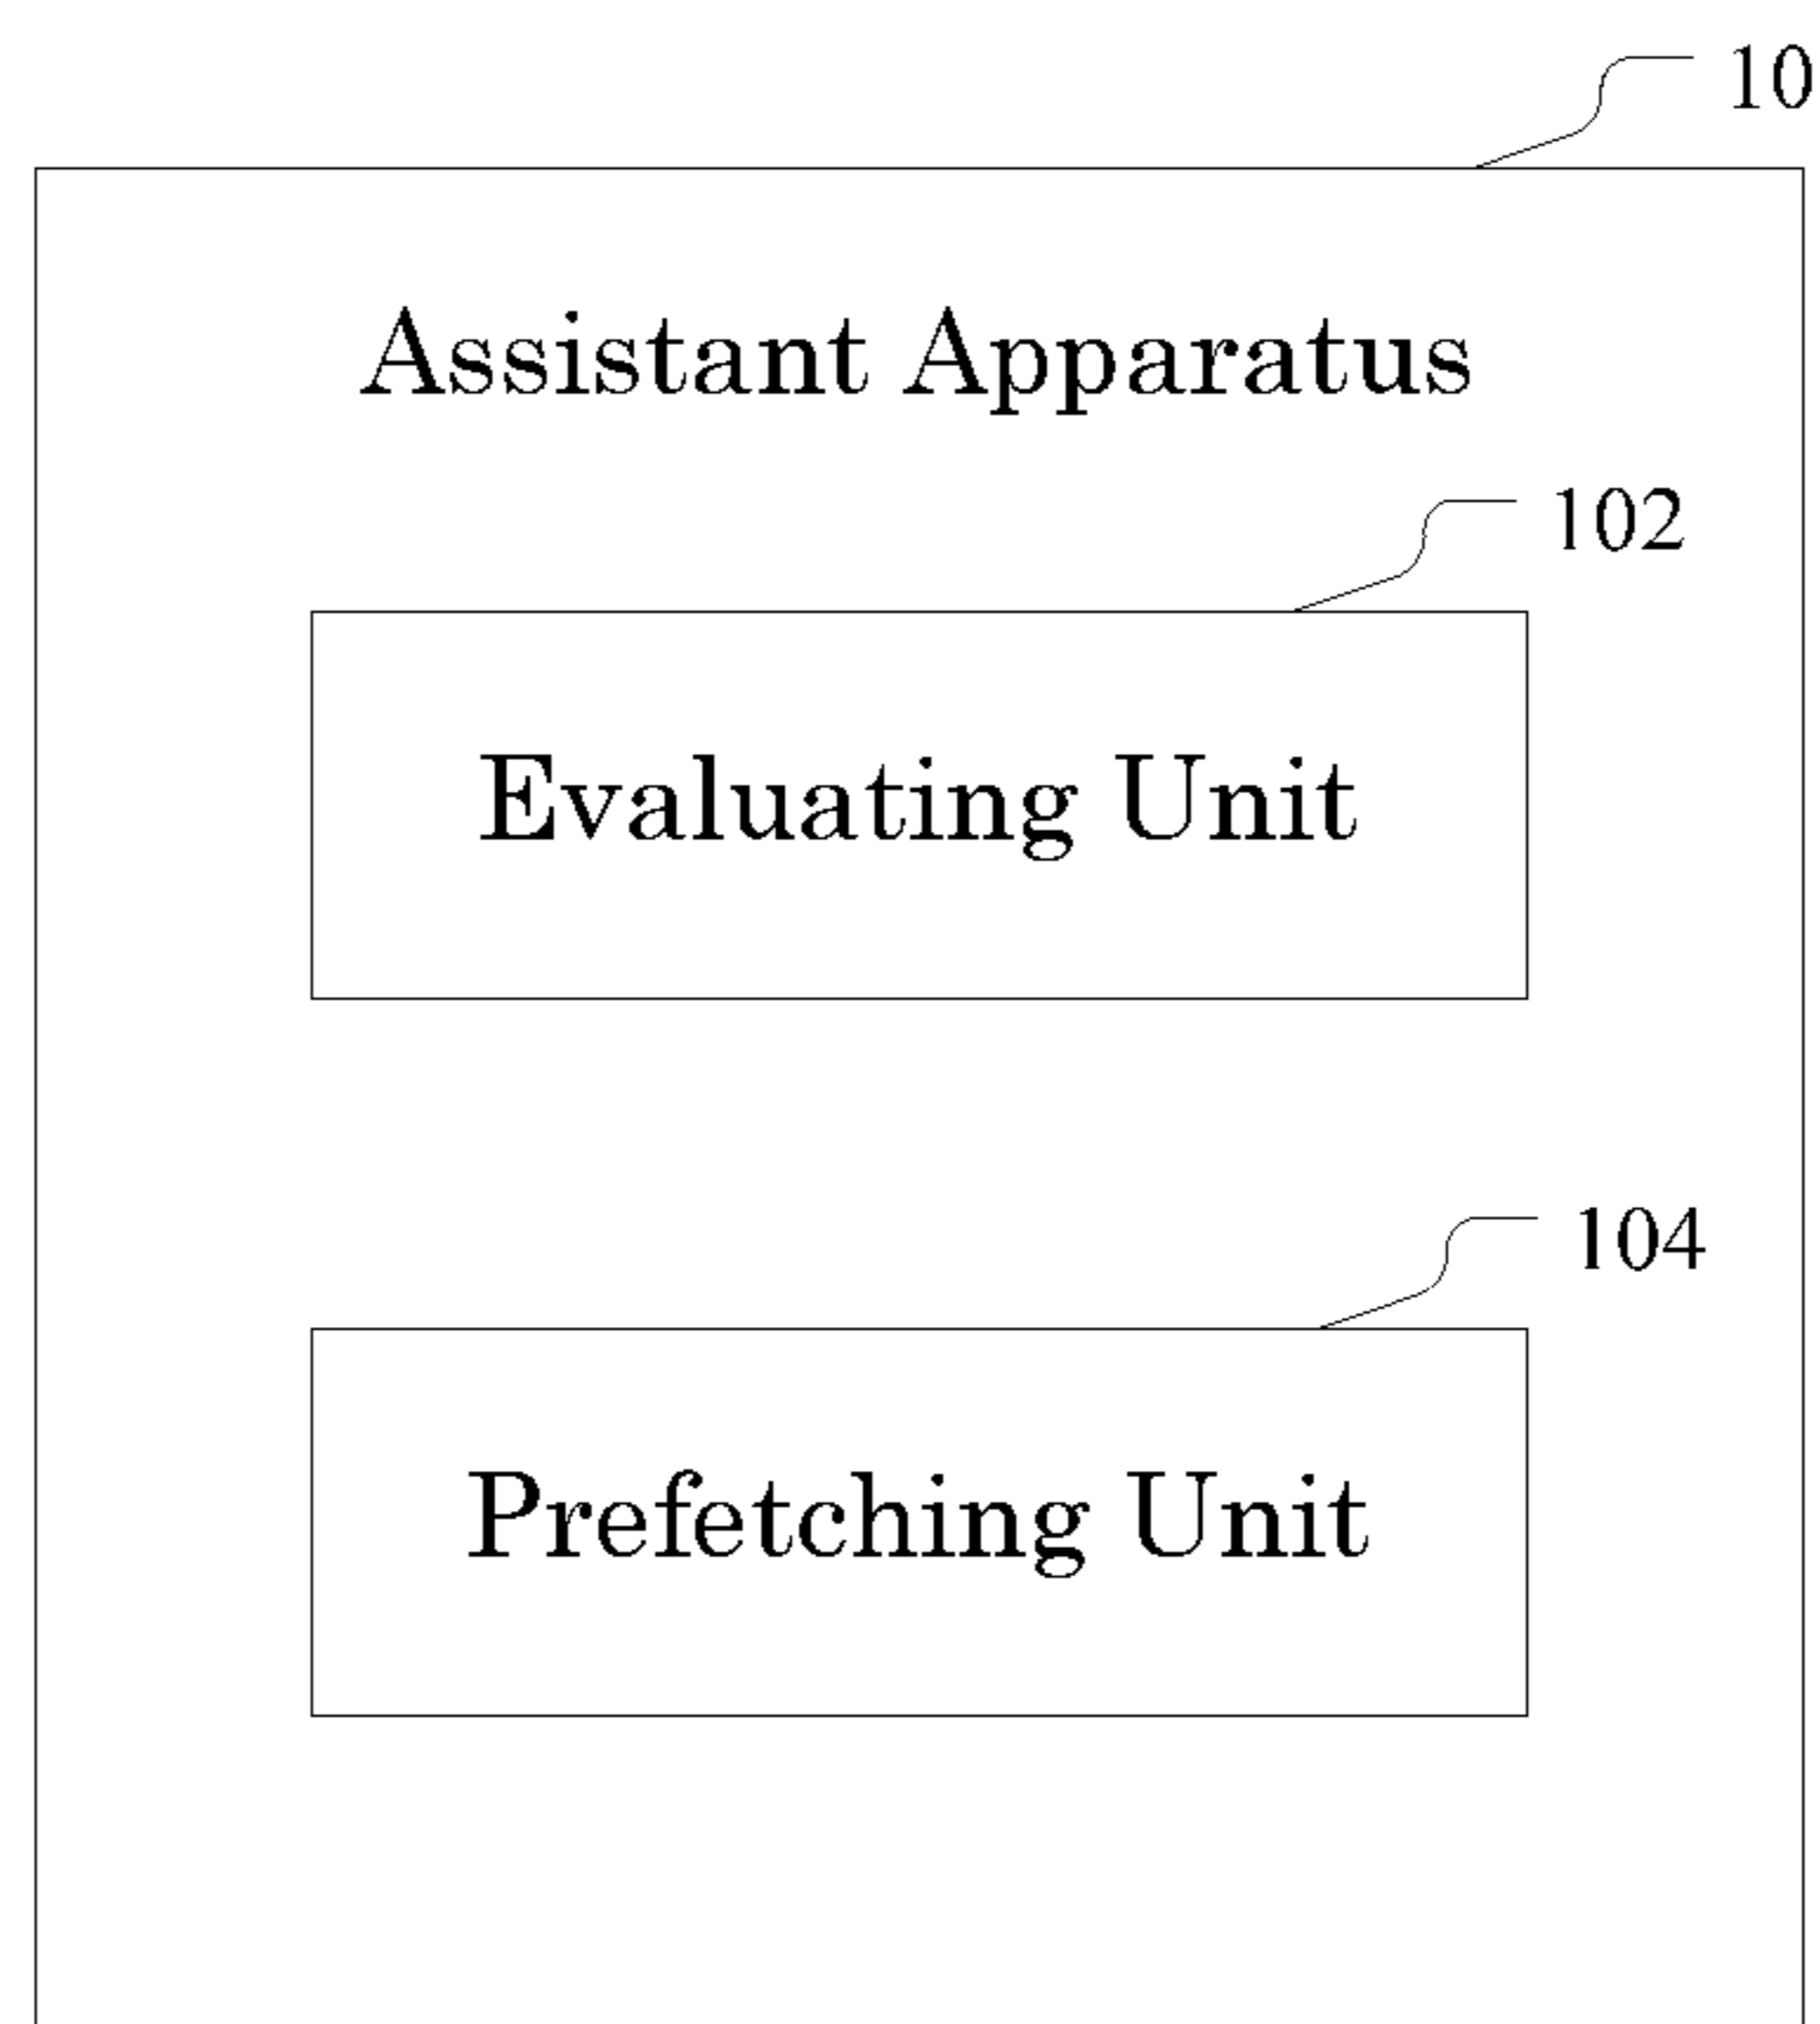 10
Assistant Apparatus
102
Evaluating Unit
104
Prefetching Unit